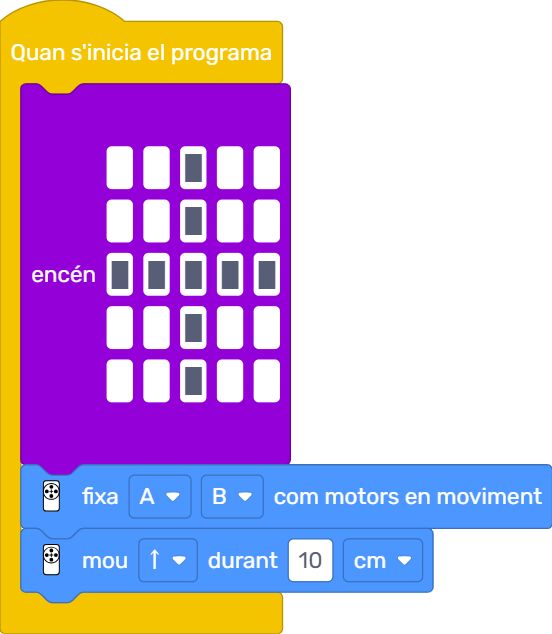 Quan s'inicia el programa
encén
fixa A B com motors en moviment
mou ↑ durant 10 cm